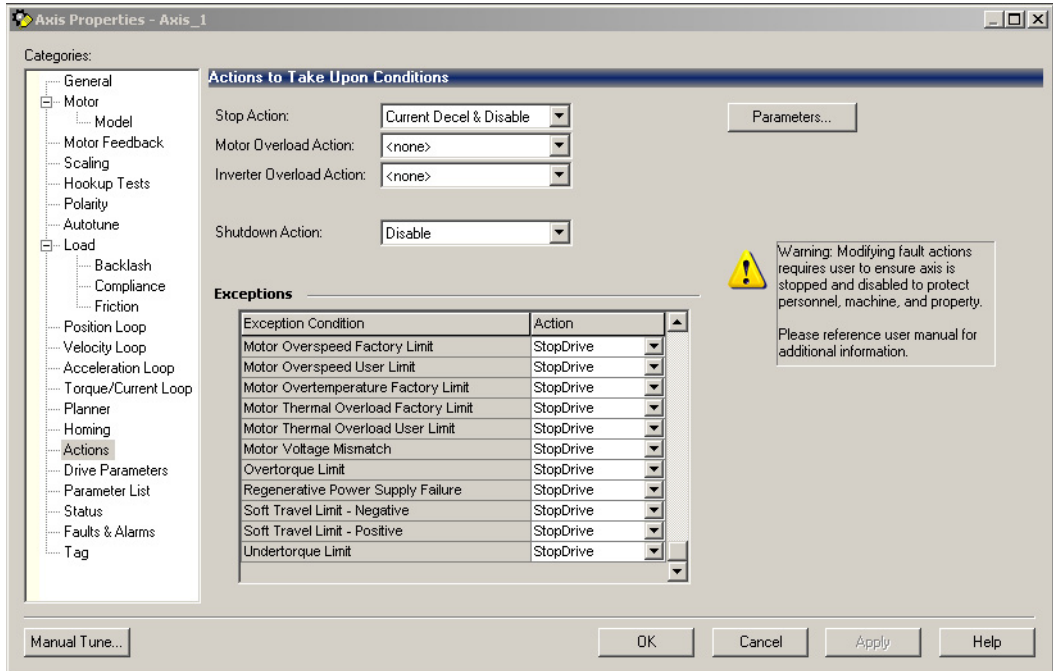 Axis Properties - Axis_1
Categories:
General
Motor
Model
Motor Feedback
Scaling
Hookup Tests
Polarity
Autotune
Load
Backlash
Compliance
Friction
Position Loop
Velocity Loop
Acceleration Loop
Torque/Current Loop
Planner
Homing
Actions
Drive Parameters
Parameter List
Status
Faults & Alarms
Tag
Actions to Take Upon Conditions
Stop Action: Current Decel & Disable
Parameters...
Motor Overload Action: <none>
Inverter Overload Action: <none>
Shutdown Action: Disable
Warning: Modifying fault actions
requires user to ensure axis is
stopped and disabled to protect
personnel, machine, and property.
Please reference user manual for
additional information.
Exceptions
Exception Condition Action
Motor Overspeed Factory Limit StopDrive
Motor Overspeed User Limit StopDrive
Motor Overtemperature Factory Limit StopDrive
Motor Thermal Overload Factory Limit StopDrive
Motor Thermal Overload User Limit StopDrive
Motor Voltage Mismatch StopDrive
Overtorque Limit StopDrive
Regenerative Power Supply Failure StopDrive
Soft Travel Limit - Negative StopDrive
Soft Travel Limit - Positive StopDrive
Undertorque Limit StopDrive
Manual Tune... OK Cancel Apply Help